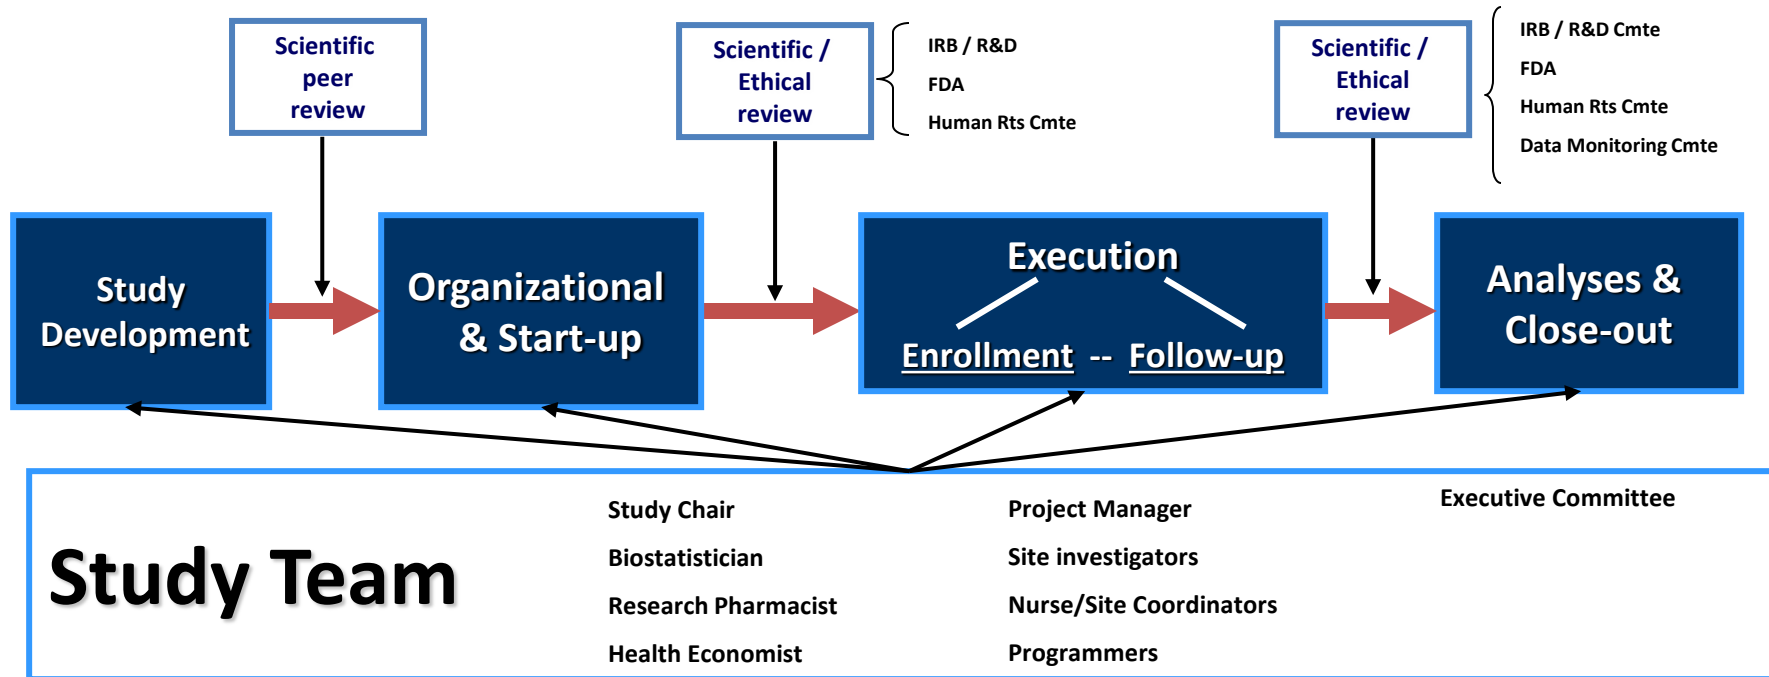 Scientific
peer
review
Scientific /
Ethical
review
IRB / R&D
FDA
Human Rts Cmte
Scientific /
Ethical
review
IRB / R&D Cmte
FDA
Human Rts Cmte
Data Monitoring Cmte
Study
Development
Organizational
& Start-up
Execution
Enrollment -- Follow-up
Analyses &
Close-out
Study Team
Study Chair
Biostatistician
Research Pharmacist
Health Economist
Project Manager
Site investigators
Nurse/Site Coordinators
Programmers
Executive Committee